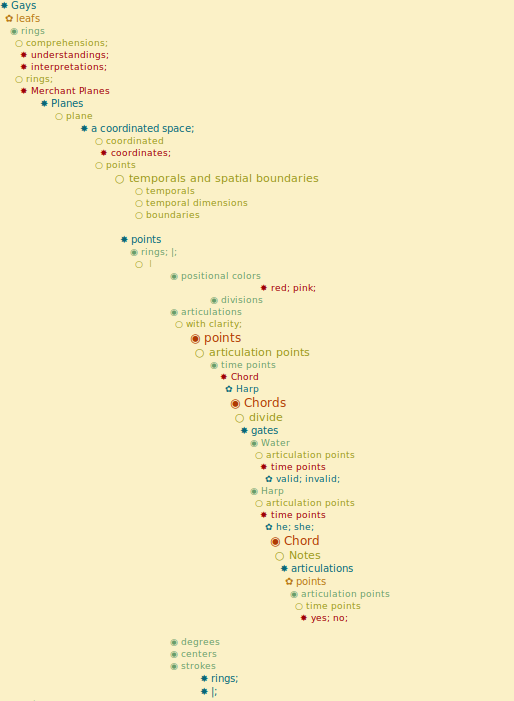 Gays
leafs
rings
comprehensions;
understandings;
interpretations;
rings;
Merchant Planes
Planes
plane
a coordinated space;
coordinated
coordinates;
points
temporals and spatial boundaries
temporals
temporal dimensions
boundaries
points
rings; |;
|
positional colors
red; pink;
divisions
articulations
with clarity;
points
articulation points
time points
Chord
Harp
Chords
divide
gates
Water
articulation points
time points
valid; invalid;
Harp
articulation points
time points
he; she;
Chord
Notes
articulations
points
articulation points
time points
yes; no;
degrees
centers
strokes
rings;
|;